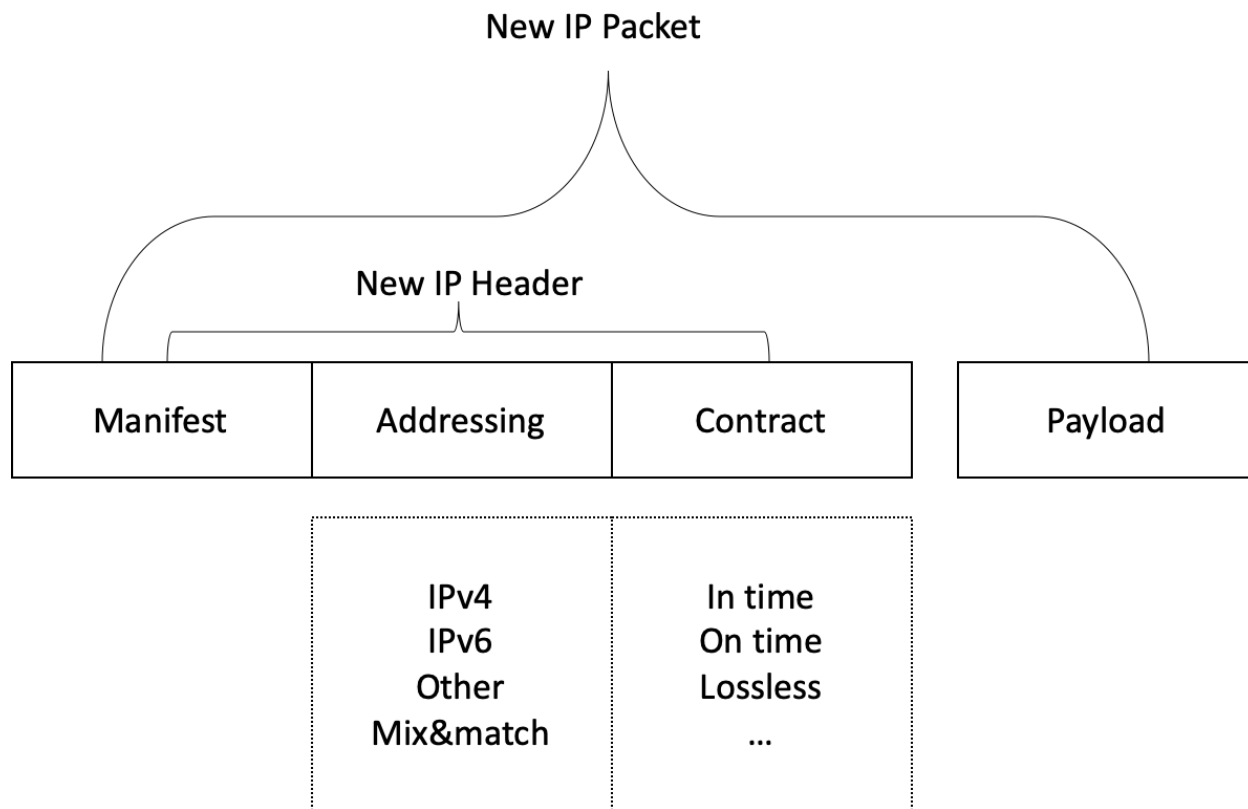 New IP Packet
New IP Header
Manifest
Addressing
Contract
Payload
IPv4
IPv6
Other
Mix&match
In time
On time
Lossless
...